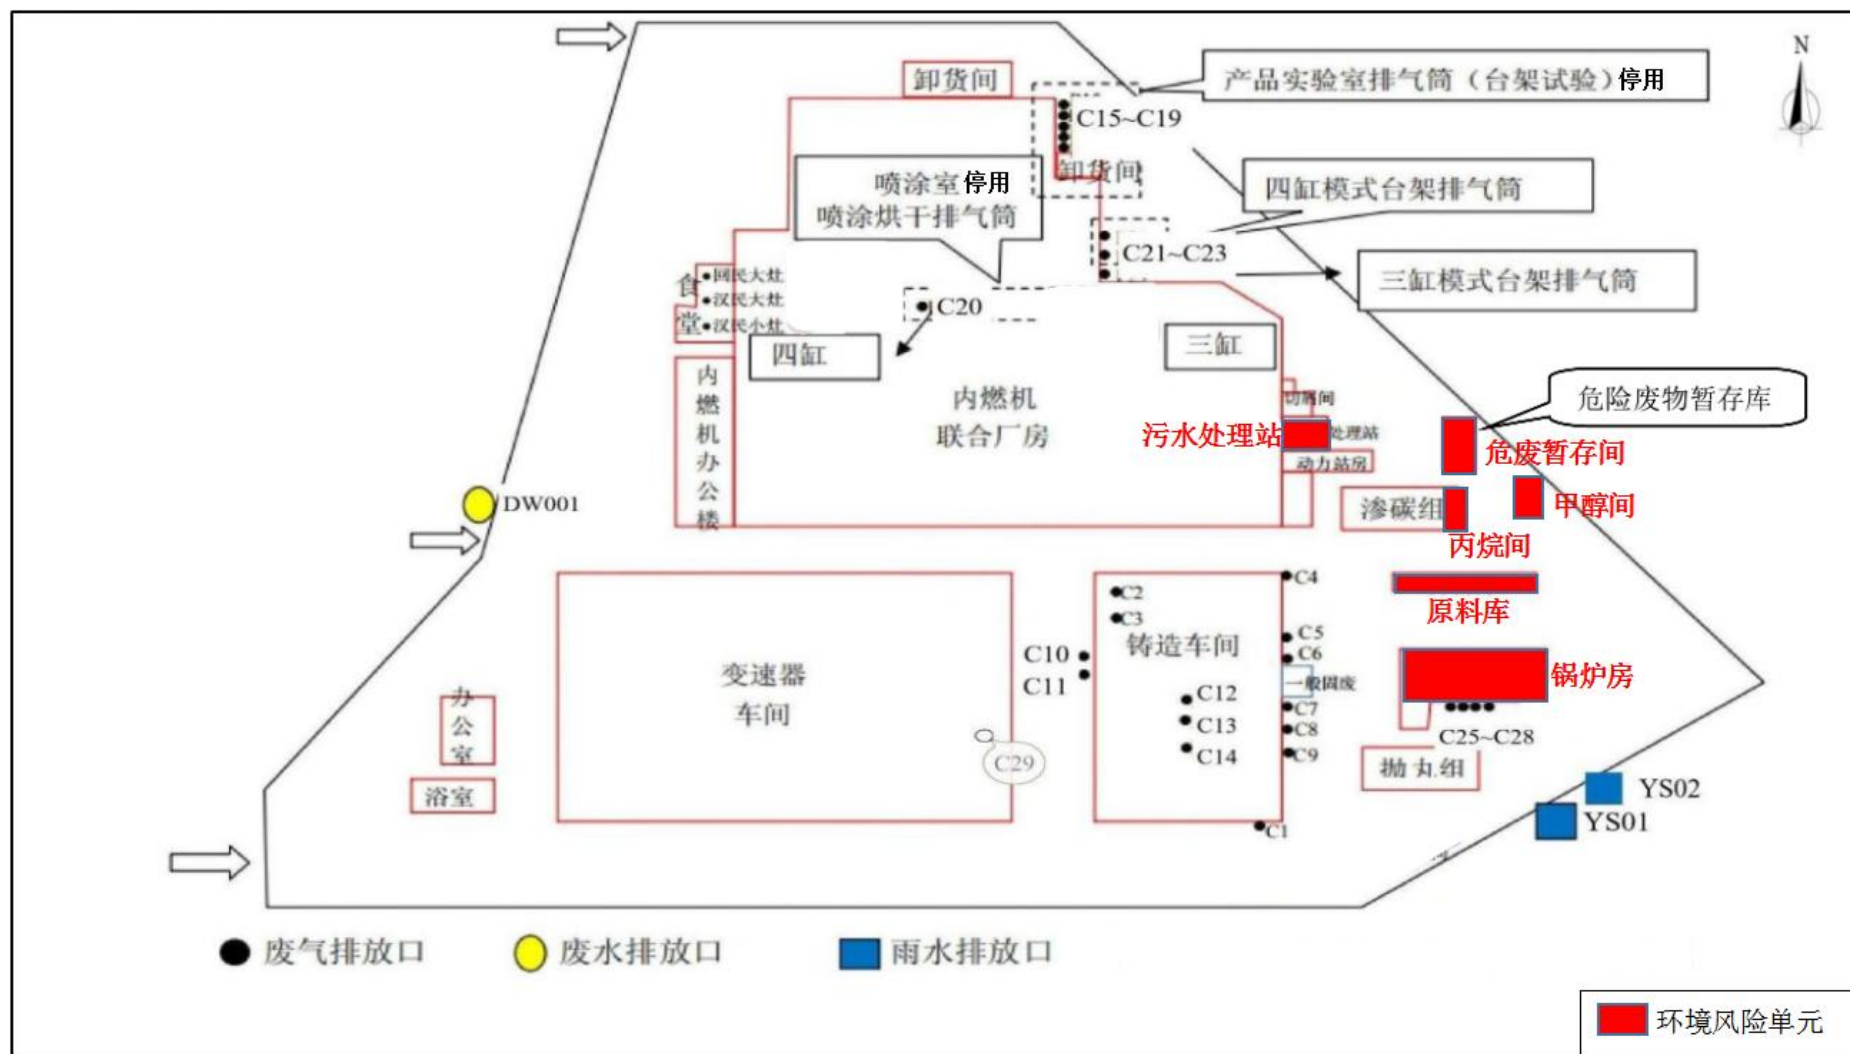 N
卸货间
产品实验室排气筒（台架试验）停用
C15~C19
卸货间
喷涂室停用
喷涂烘干排气筒
四缸模式台架排气筒
C21~C23
三缸模式台架排气筒
食堂
回民大灶
汉民大灶
汉民小灶
C20
四缸
三缸
内燃机办公楼
内燃机
联合厂房
切屑间
污水处理站
处理站
动力站房
危险废物暂存库
危废暂存间
甲醇间
渗碳组
丙烷间
DW001
原料库
C4
C2
C3
C5
C6
铸造车间
C10
C11
一般固废
锅炉房
变速器
车间
C12
C13
C14
C7
C8
C9
C25~C28
办公室
C29
抛丸组
浴室
YS02
YS01
C1
废气排放口
废水排放口
雨水排放口
环境风险单元